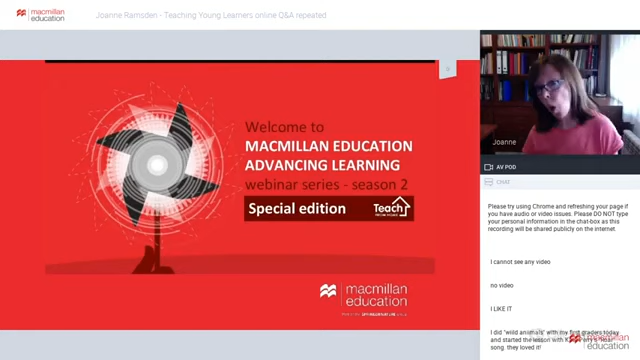 macmillan
education
Joanne Ramsden - Teaching Young Learners online Q&A repeated
Welcome to
MACMILLAN EDUCATION
ADVANCING LEARNING
webinar series - season 2
Special edition
Teach
macmillan
education
Joanne
AV POD
CHAT
Please try using Chrome and refreshing your page if
you have audio or video issues. Please DO NOT type
your personal information in the chat-box as this
recording will be shared publicly on the internet.
I cannot see any video
no video
I LIKE IT
I did "wild animals" with my first graders today
and started the lesson with
song, they loved it!
macmillan
education